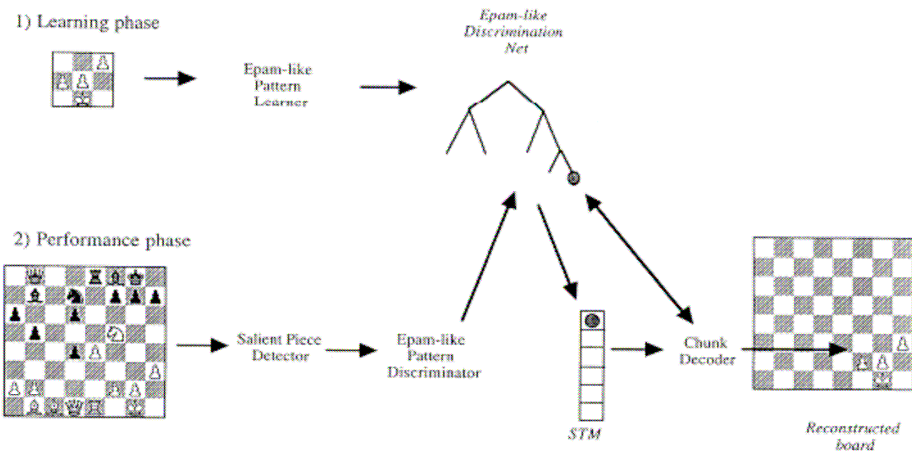 1) Learning phase
Epam-like
Pattern
Learner
Epam-like
Discrimination
Net
2) Performance phase
Salient Piece
Detector
Epam-like
Pattern
Discriminator
STM
Chunk
Decoder
Reconstructed
board